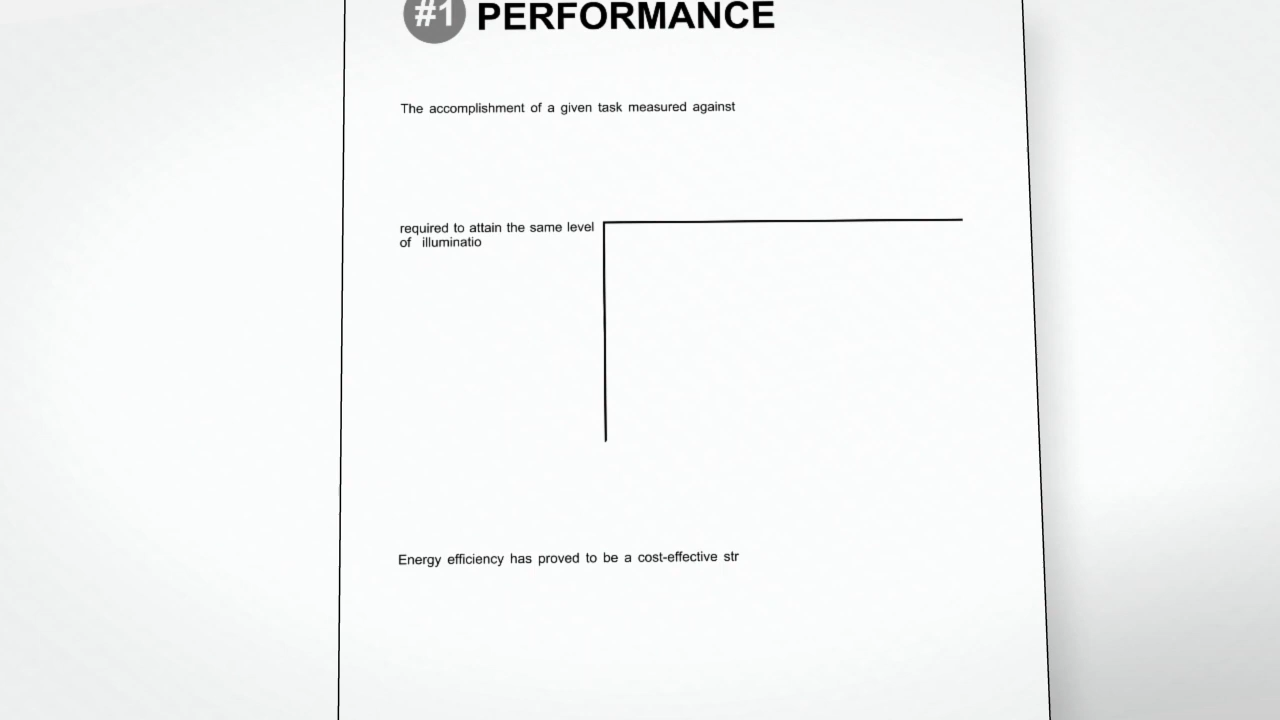 #1 PERFORMANCE
The accomplishment of a given task measured against
required to attain the same level
of illuminatio
Energy efficiency has proved to be a cost-effective str